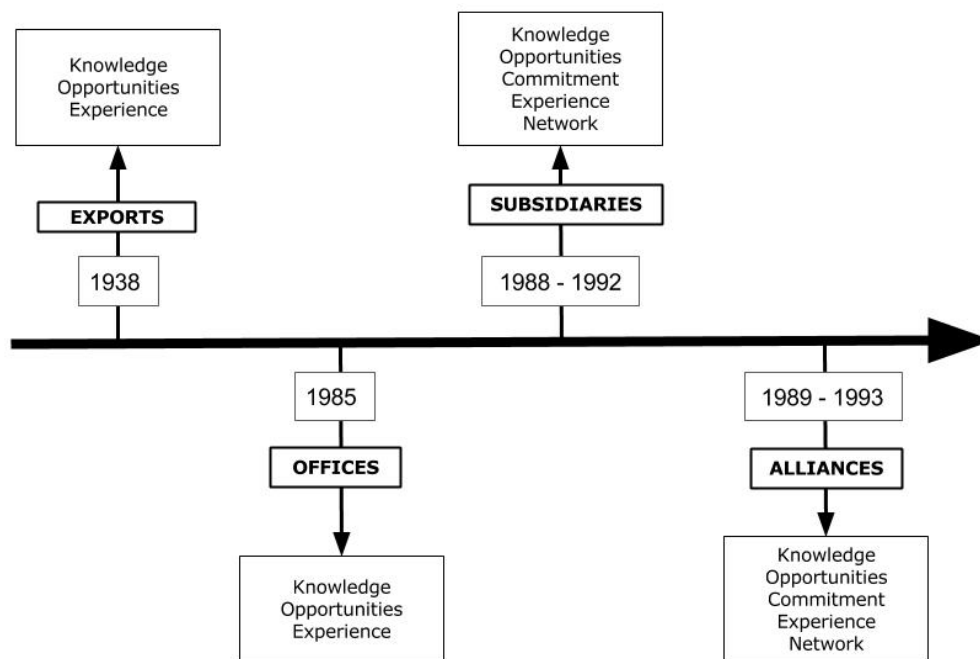 Knowledge
Opportunities
Experience
EXPORTS
1938
Knowledge
Opportunities
Commitment
Experience
Network
SUBSIDIARIES
1988 - 1992
1985
OFFICES
Knowledge
Opportunities
Experience
1989 - 1993
ALLIANCES
Knowledge
Opportunities
Commitment
Experience
Network